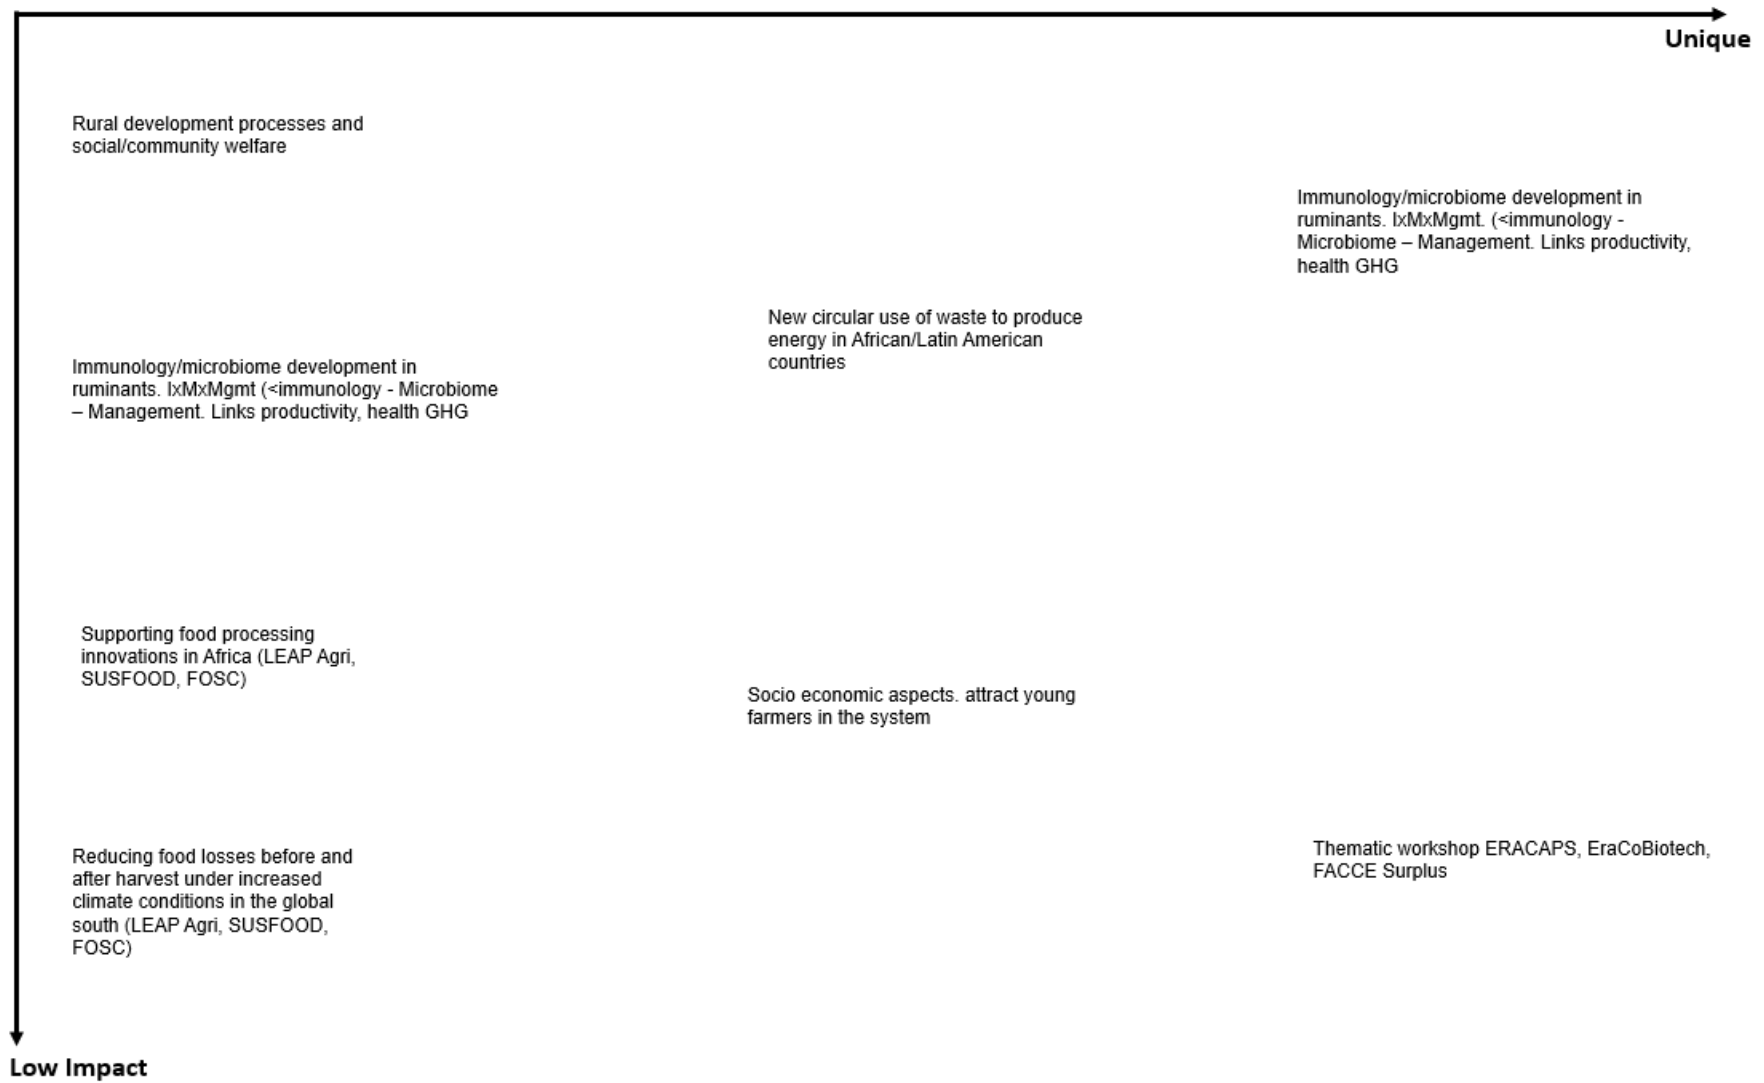 Unique
Rural development processes and
social/community welfare
Immunology/microbiome development in
ruminants. IxMxMgmt. (<immunology -
Microbiome – Management. Links productivity,
health GHG
New circular use of waste to produce
energy in African/Latin American
countries
Immunology/microbiome development in
ruminants. IxMxMgmt (<immunology - Microbiome
– Management. Links productivity, health GHG
Supporting food processing
innovations in Africa (LEAP Agri,
SUSFOOD, FOSC)
Socio economic aspects. attract young
farmers in the system
Reducing food losses before and
after harvest under increased
climate conditions in the global
south (LEAP Agri, SUSFOOD,
FOSC)
Thematic workshop ERACAPS, EraCoBiotech,
FACCE Surplus
Low Impact